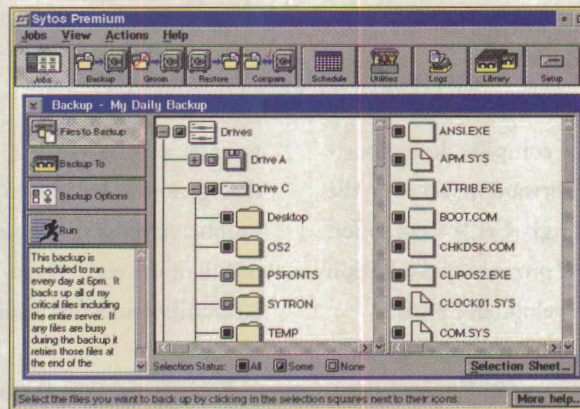 Sytos Premium
Jobs View Actions Help
Jobs Backup Groom Restore Compare Schedule Utilities Logs Library Setup
Backup - My Daily Backup
Files to Backup
Backup To
Backup Options
Run
This backup is
scheduled to run
every day at 6pm. It
backs up all of my
critical files including
the entire server. If
any files are busy
during the backup it
retries those files at
the end of the
Drives
Drive A
Drive C
Desktop
OS2
PSFONTS
SYTRON
TEMP
ANSI.EXE
APM.SYS
ATTRIB.EXE
BOOT.COM
CHKDSK.COM
CLIPOS2.EXE
CLOCK01.SYS
COM.SYS
Selection Status: All Some None
Selection Sheet...
Select the files you want to back up by clicking in the selection squares next to their icons.
More help...